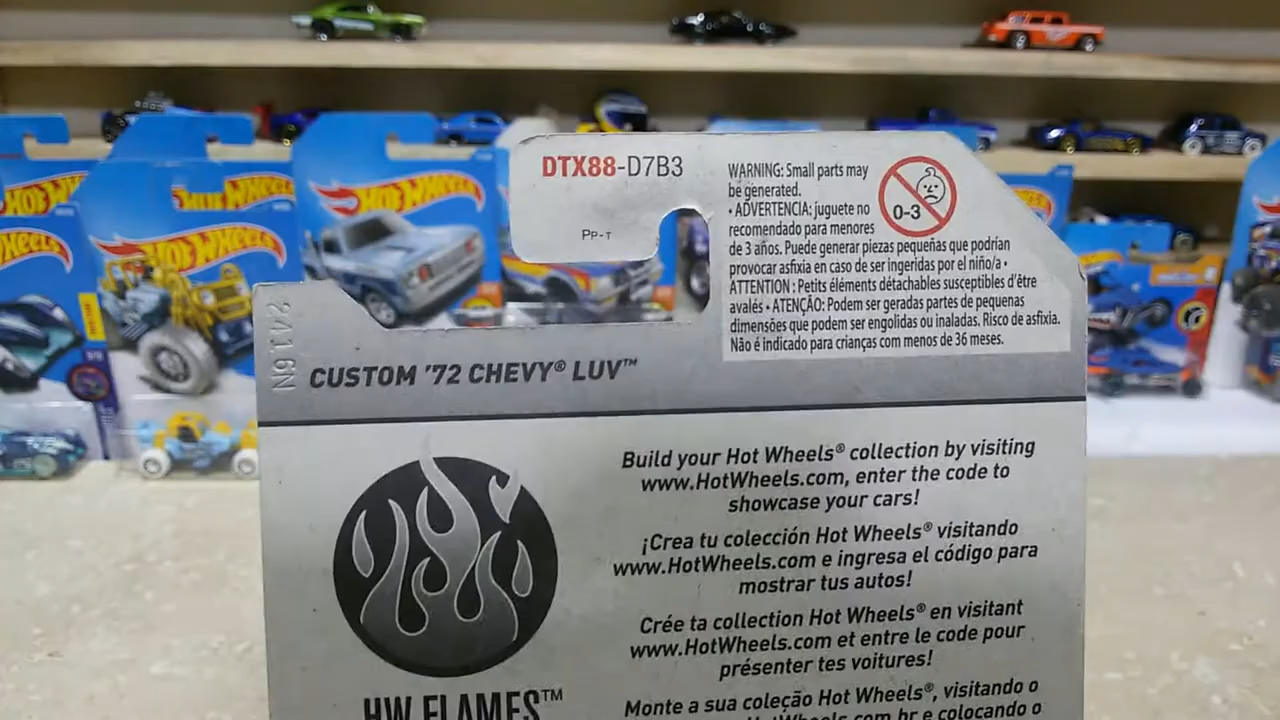 DTX88-D7B3
PP-T
WARNING: Small parts may
be generated.
• ADVERTENCIA: juguete no
recomendado para menores
de 3 años. Puede generar piezas pequeñas que podrían
provocar asfixia en caso de ser ingeridas por el niño/a •
ATTENTION : Petits éléments détachables susceptibles d'être
avalés • ATENÇÃO: Podem ser geradas partes de pequenas
dimensões que podem ser engolidas ou inaladas. Risco de asfixia.
Não é indicado para crianças com menos de 36 meses.
0-3
2416N
CUSTOM '72 CHEVY® LUV™
Build your Hot Wheels® collection by visiting
www.HotWheels.com, enter the code to
showcase your cars!
¡Crea tu colección Hot Wheels® visitando
www.HotWheels.com e ingresa el código para
mostrar tus autos!
Crée ta collection Hot Wheels® en visitant
www.HotWheels.com et entre le code pour
présenter tes voitures!
Monte a sua coleção Hot Wheels®, visitando o
HotWheels.com.br e colocando o
HW FLAMES™
HOT WHEELS
HOT WHEELS
HOT WHEELS
HOT WHEELS
WHEELS